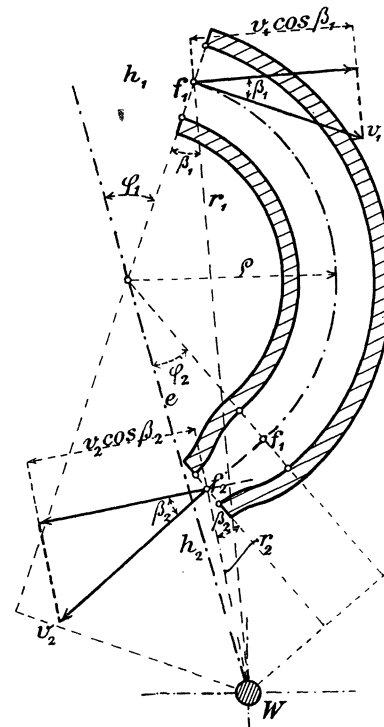 v₁ cos β₁
h₁
f₁
β₁
v₁
φ₁
β₁
r₁
ρ
φ₂
e
v₂ cos β₂
f₁
f₂
β₂
β₂
h₂
r₂
v₂
W